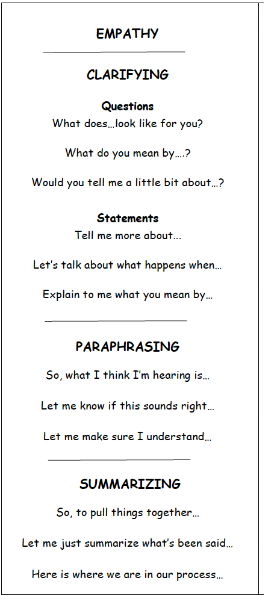 EMPATHY
CLARIFYING
Questions
What does…look like for you?
What do you mean by….?
Would you tell me a little bit about…?
Statements
Tell me more about...
Let’s talk about what happens when…
Explain to me what you mean by…
PARAPHRASING
So, what I think I’m hearing is…
Let me know if this sounds right…
Let me make sure I understand…
SUMMARIZING
So, to pull things together…
Let me just summarize what’s been said…
Here is where we are in our process…